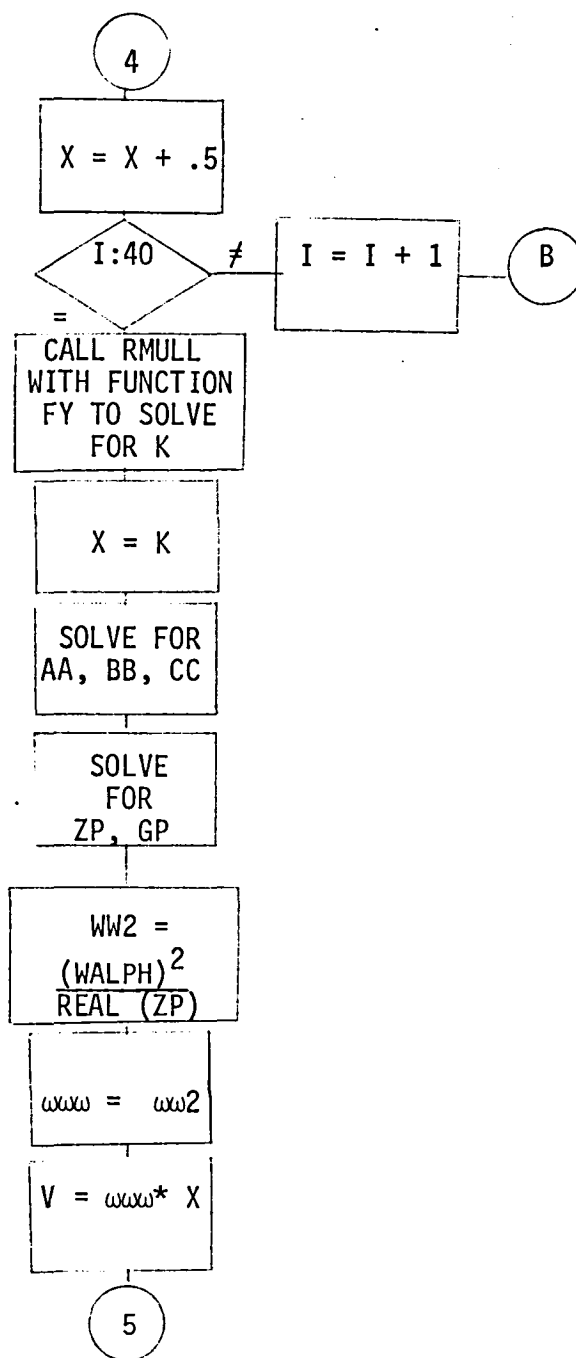 4
X = X + .5
I:40
≠
I = I + 1
B
=
CALL RMULL
WITH FUNCTION
FY TO SOLVE
FOR K
X = K
SOLVE FOR
AA, BB, CC
SOLVE
FOR
ZP, GP
WW2 =
(WALPH)²
REAL (ZP)
ωωω = ωω2
V = ωωω* X
5